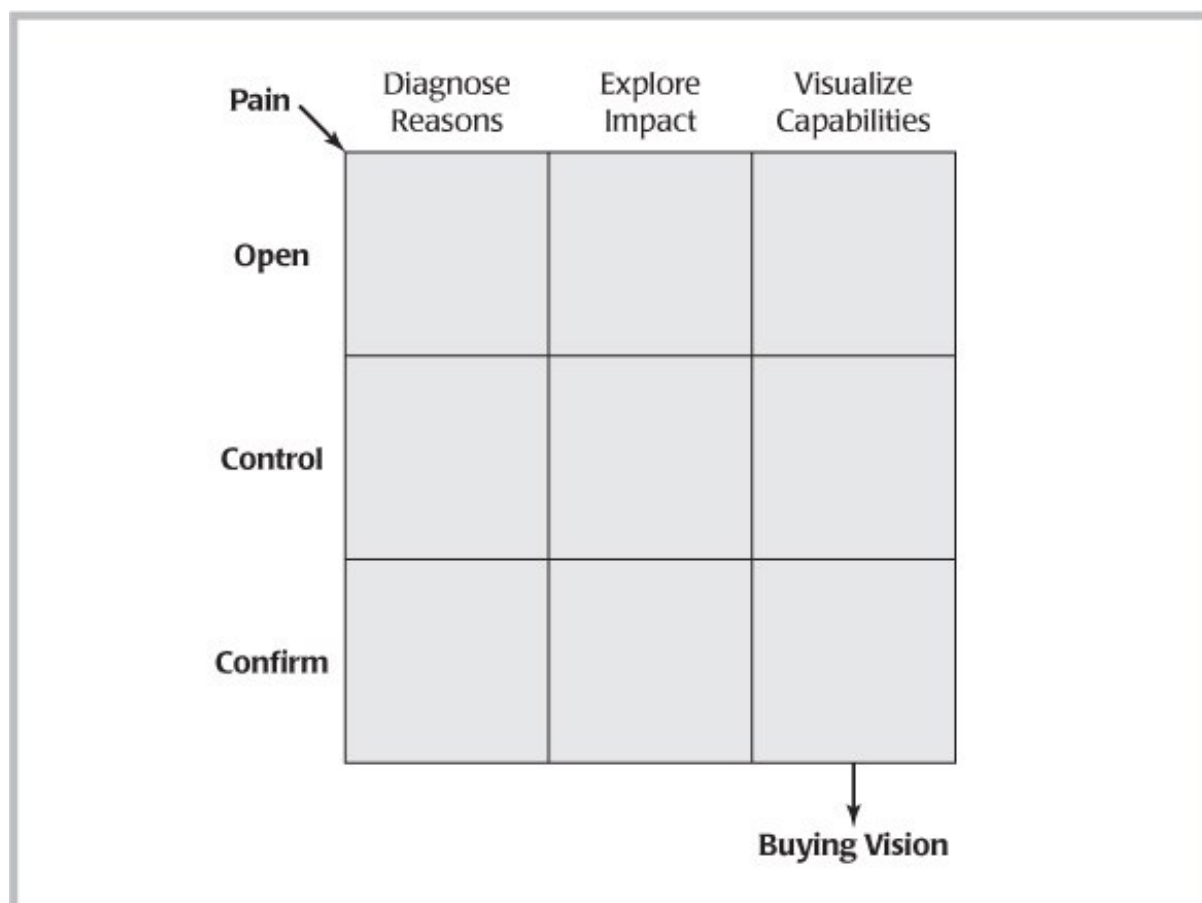 Pain
Diagnose
Reasons
Explore
Impact
Visualize
Capabilities
Open
Control
Confirm
Buying Vision